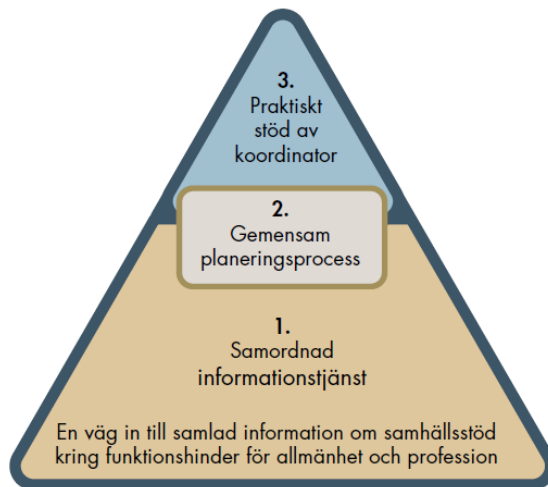 3.
Praktiskt
stöd av
koordinator
2.
Gemensam
planeringsprocess
1.
Samordnad
informationstjänst
En väg in till samlad information om samhällsstöd
kring funktionshinder för allmänhet och profession